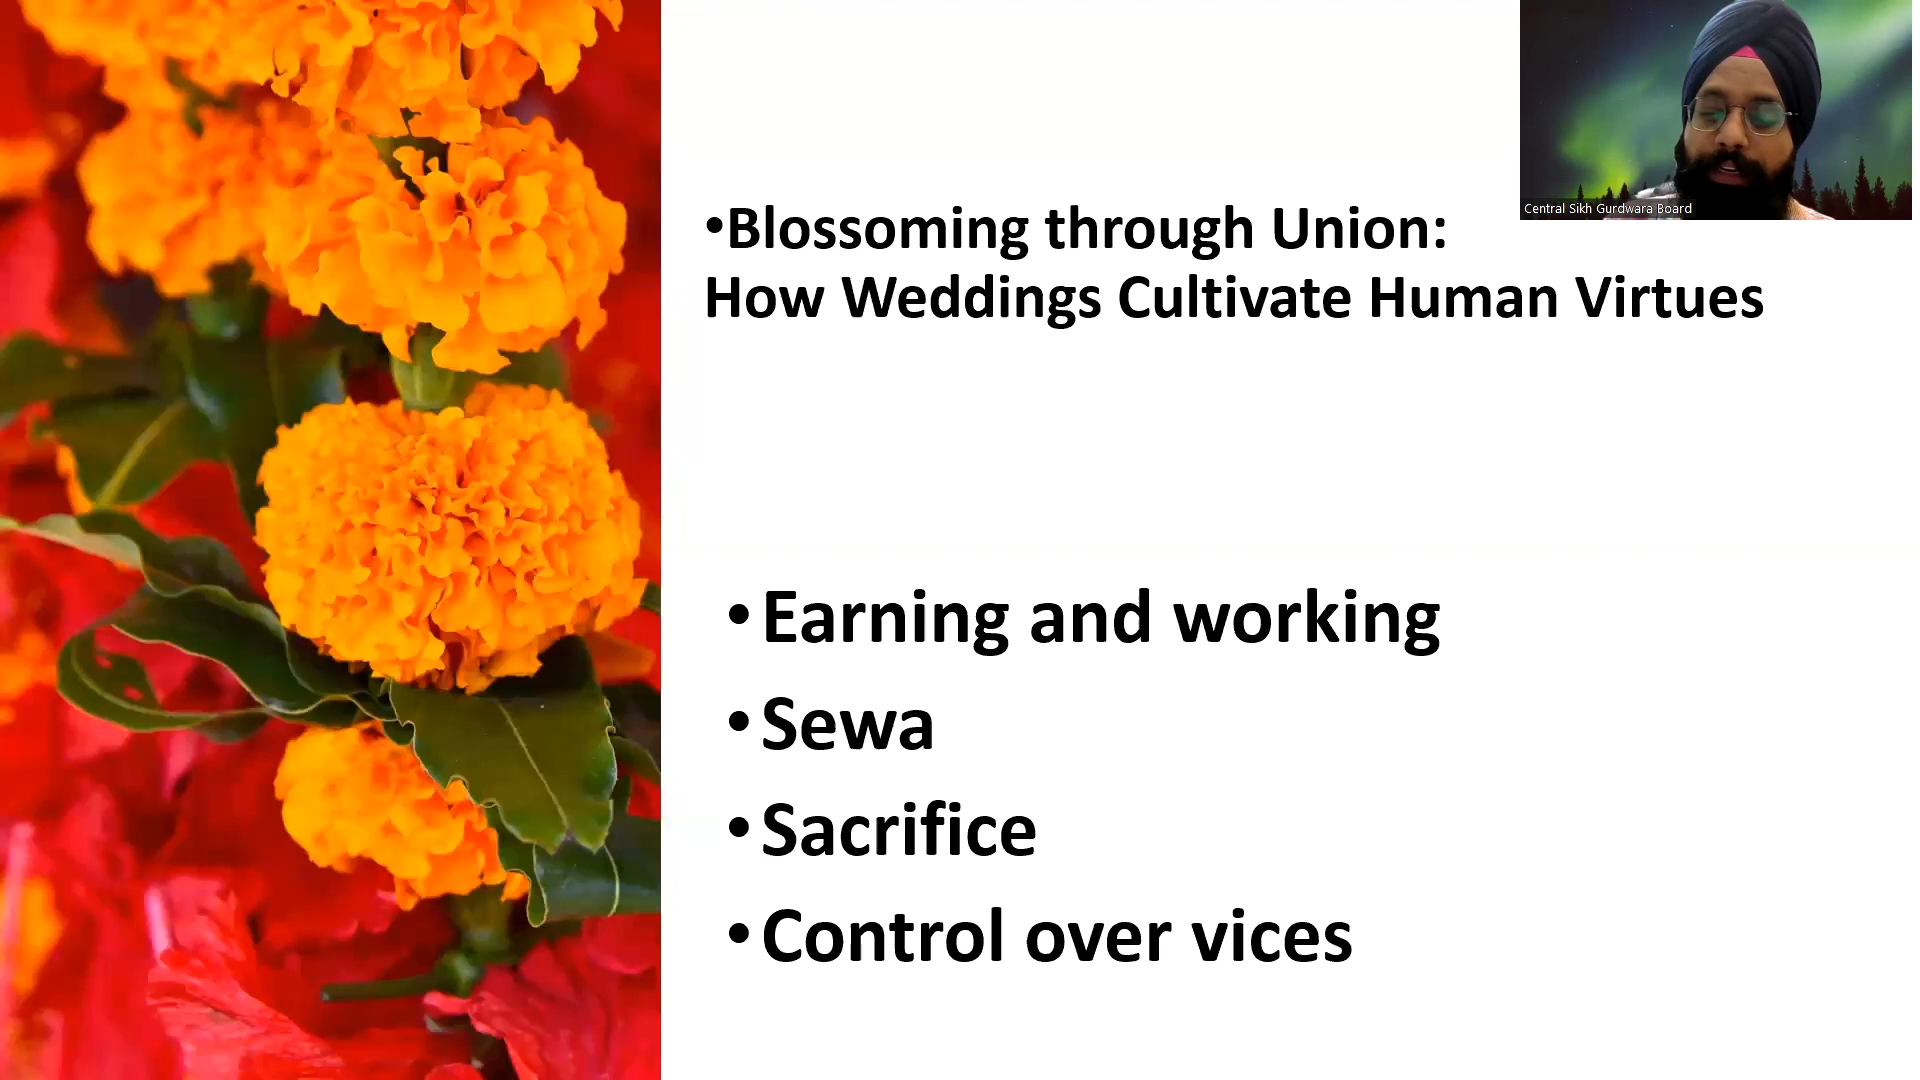 Central Sikh Gurdwara Board
•Blossoming through Union:
How Weddings Cultivate Human Virtues
•Earning and working
•Sewa
•Sacrifice
•Control over vices